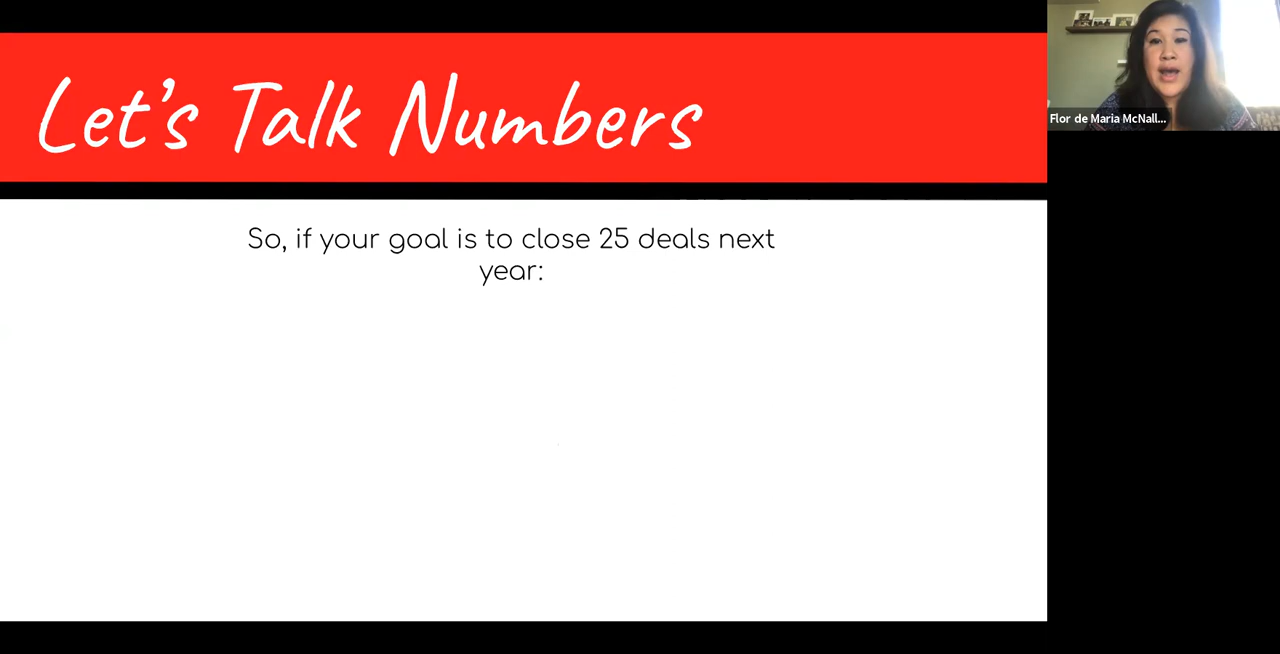 Let's Talk Numbers
So, if your goal is to close 25 deals next
year:
Flor de Maria McNall...